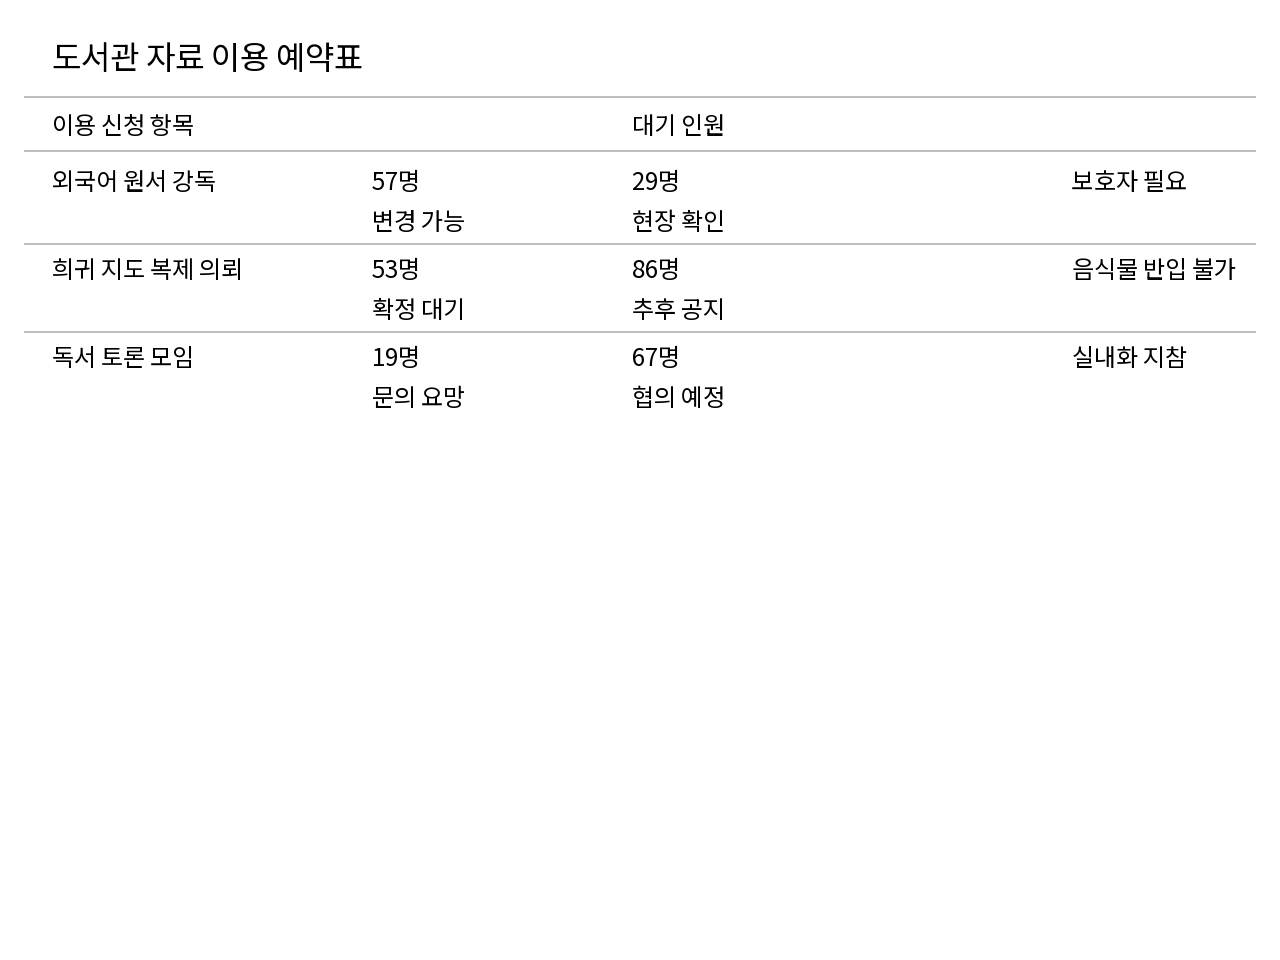 도서관 자료 이용 예약표
이용 신청 항목 대기 인원
외국어 원서 강독 57명 29명 보호자 필요
변경 가능 현장 확인
희귀 지도 복제 의뢰 53명 86명 음식물 반입 불가
확정 대기 추후 공지
독서 토론 모임 19명 67명 실내화 지참
문의 요망 협의 예정